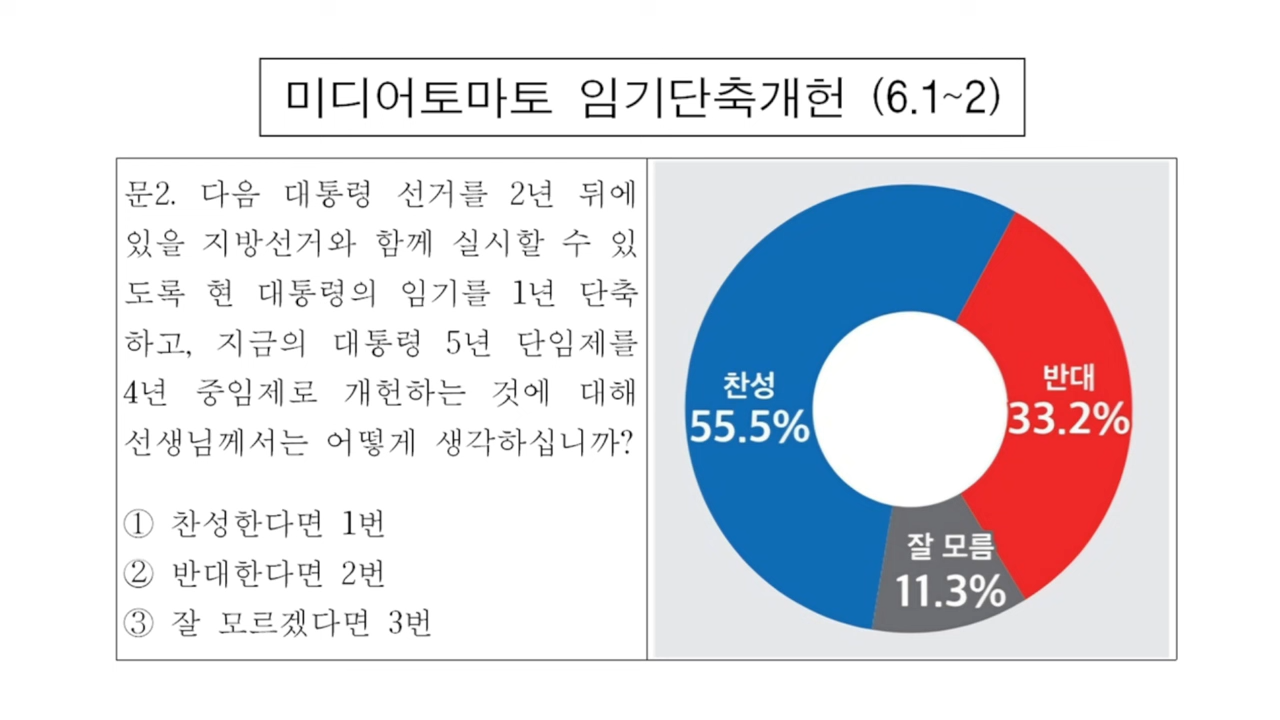 미디어토마토 임기단축개헌 (6.1~2)
문2. 다음 대통령 선거를 2년 뒤에
있을 지방선거와 함께 실시할 수 있
도록 현 대통령의 임기를 1년 단축
하고, 지금의 대통령 5년 단임제를
4년 중임제로 개헌하는 것에 대해
선생님께서는 어떻게 생각하십니까?
① 찬성한다면 1번
② 반대한다면 2번
③ 잘 모르겠다면 3번
찬성
55.5%
반대
33.2%
잘 모름
11.3%